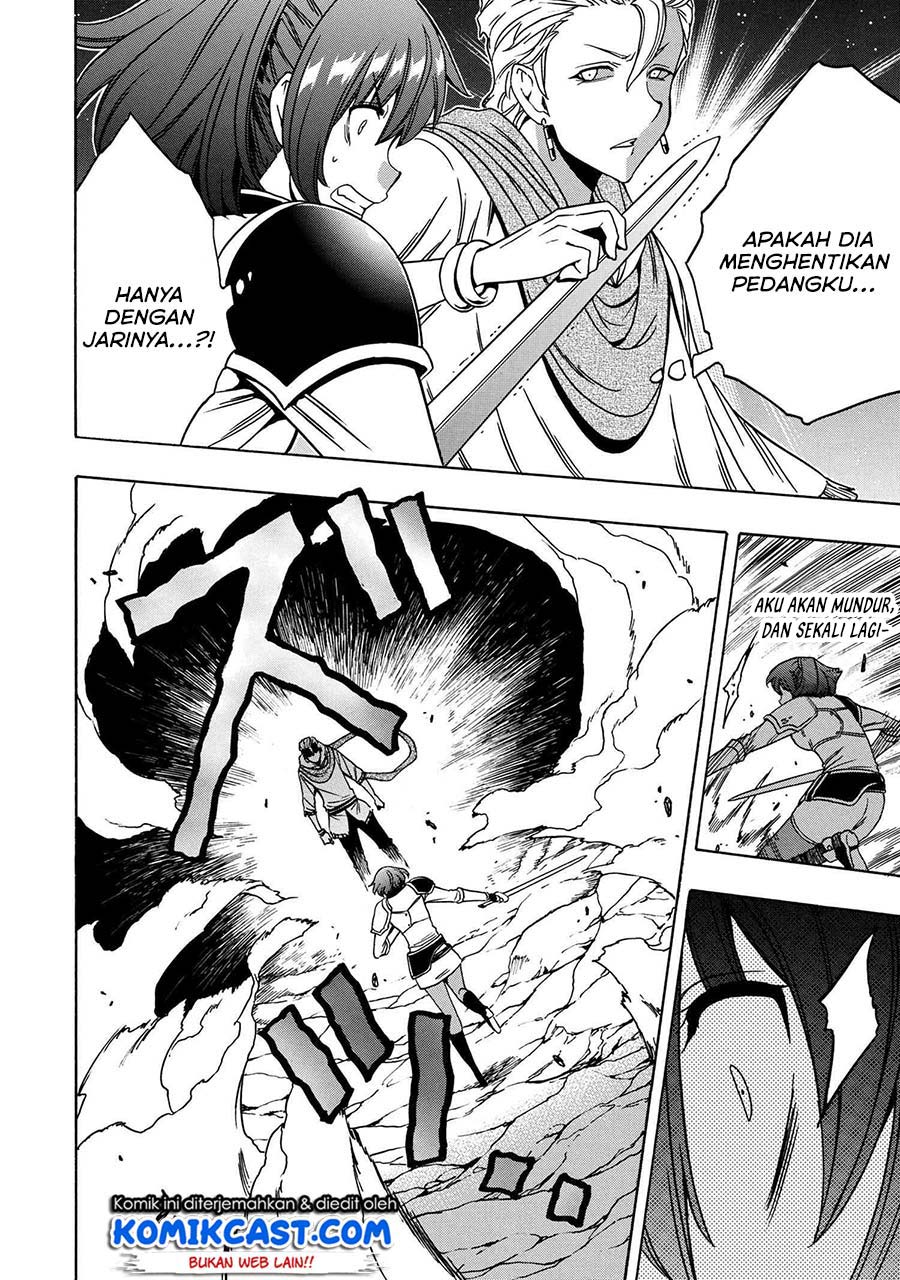 APAKAH DIA
MENGHENTIKAN
PEDANGKU...
HANYA
DENGAN
JARINYA...?!
AKU AKAN MUNDUR,
DAN SEKALI LAGI-
ズ
Komik ini diterjemahkan & diedit oleh
KOMIKCAST.COM
BUKAN WEB LAIN!!